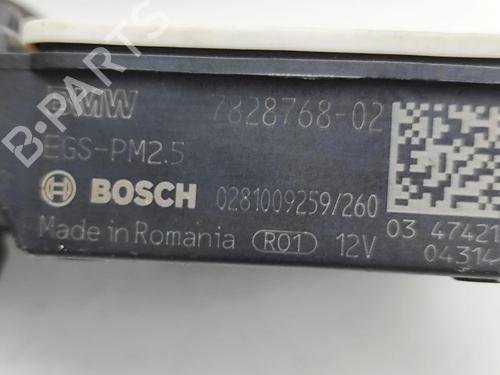 BMW 7828768-02
EGS-PM2.5
BOSCH 0281009259/260
Made in Romania R01 12V
03 47421
04314
B-PARTS